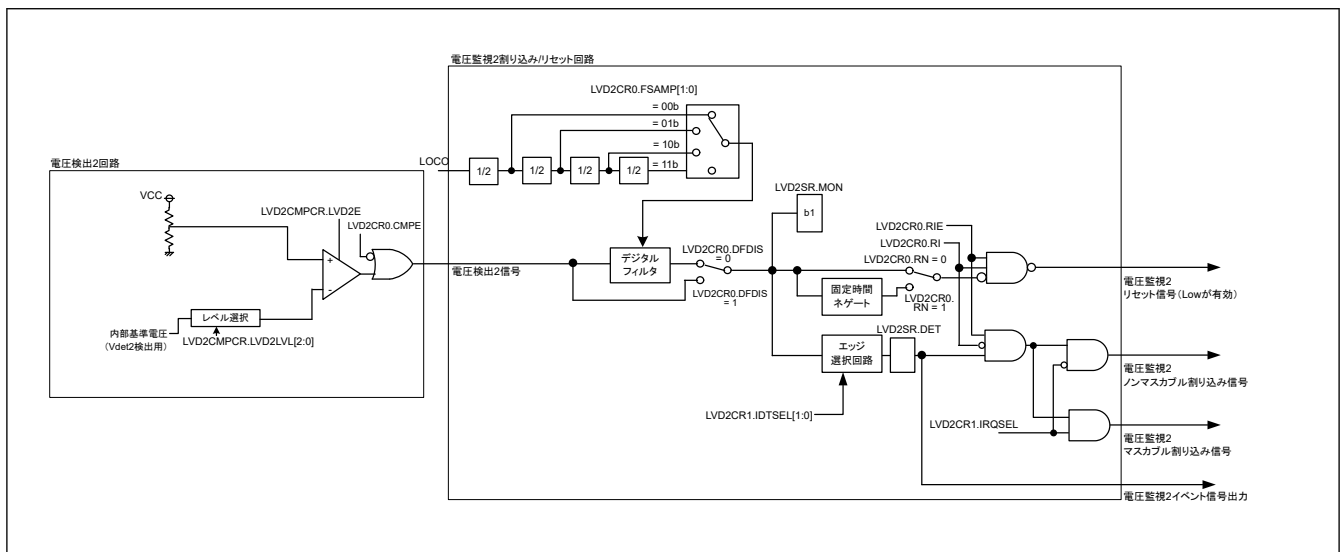 電圧監視2割り込み/リセット回路
LVD2CR0.FSAMP[1:0]
= 00b
= 01b
= 10b
= 11b
LOCO
1/2
1/2
1/2
1/2
電圧検出2回路
VCC
LVD2CMPCR.LVD2E
LVD2CR0.CMPE
+
-
レベル選択
内部基準電圧
(Vdet2検出用)
LVD2CMPCR.LVD2LVL[2:0]
電圧検出2信号
デジタル
フィルタ
LVD2CR0.DFDIS
= 0
LVD2CR0.DFDIS
= 1
LVD2SR.MON
b1
LVD2CR0.RIE
LVD2CR0.RI
LVD2CR0.RN = 0
固定時間
ネゲート
LVD2CR0.
RN = 1
電圧監視2
リセット信号(Lowが有効)
エッジ
選択回路
LVD2SR.DET
LVD2CR1.IDTSEL[1:0]
電圧監視2
ノンマスカブル割り込み信号
LVD2CR1.IRQSEL
電圧監視2
マスカブル割り込み信号
電圧監視2イベント信号出力